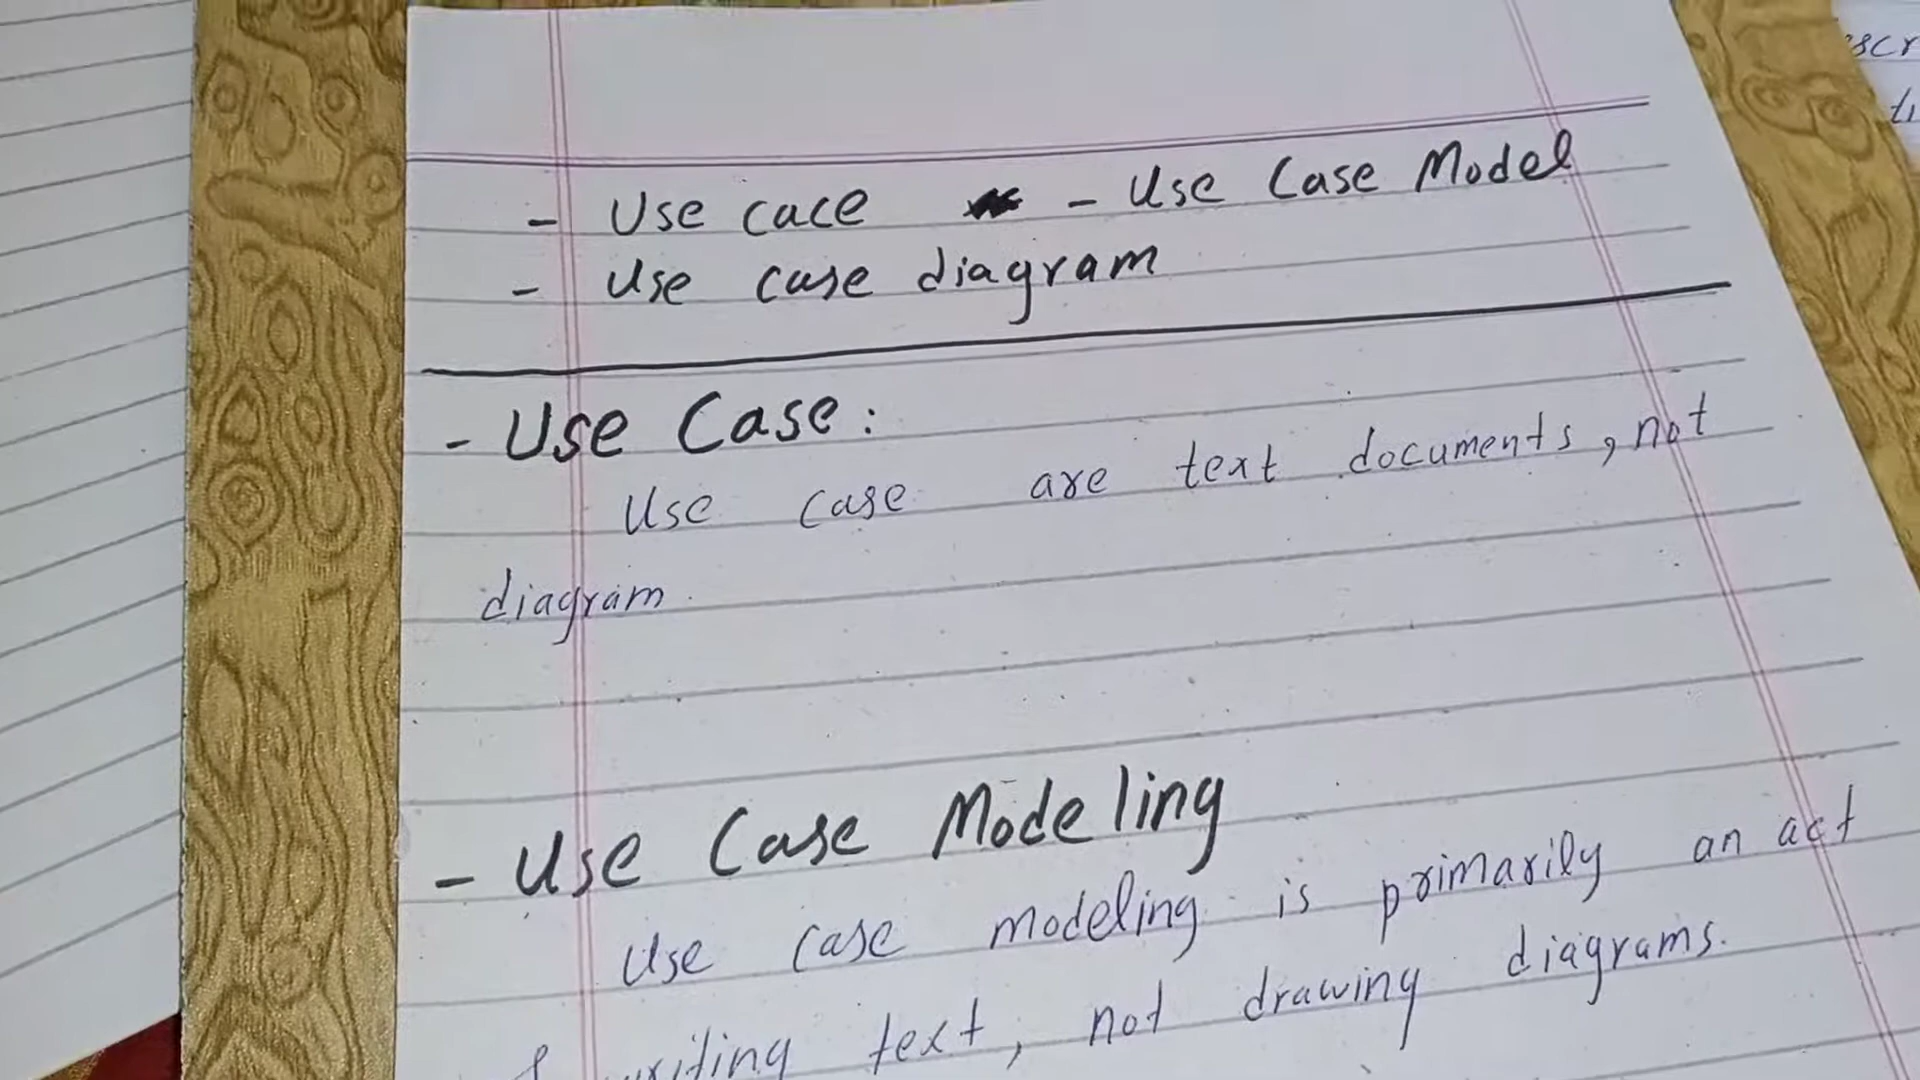 - Use cace - Use Case Model
- Use case diagram
- Use Case:
Use case are text documents, not
diagram.
- Use Case Modeling
Use case modeling is primarily an act
writing text, not drawing diagrams.